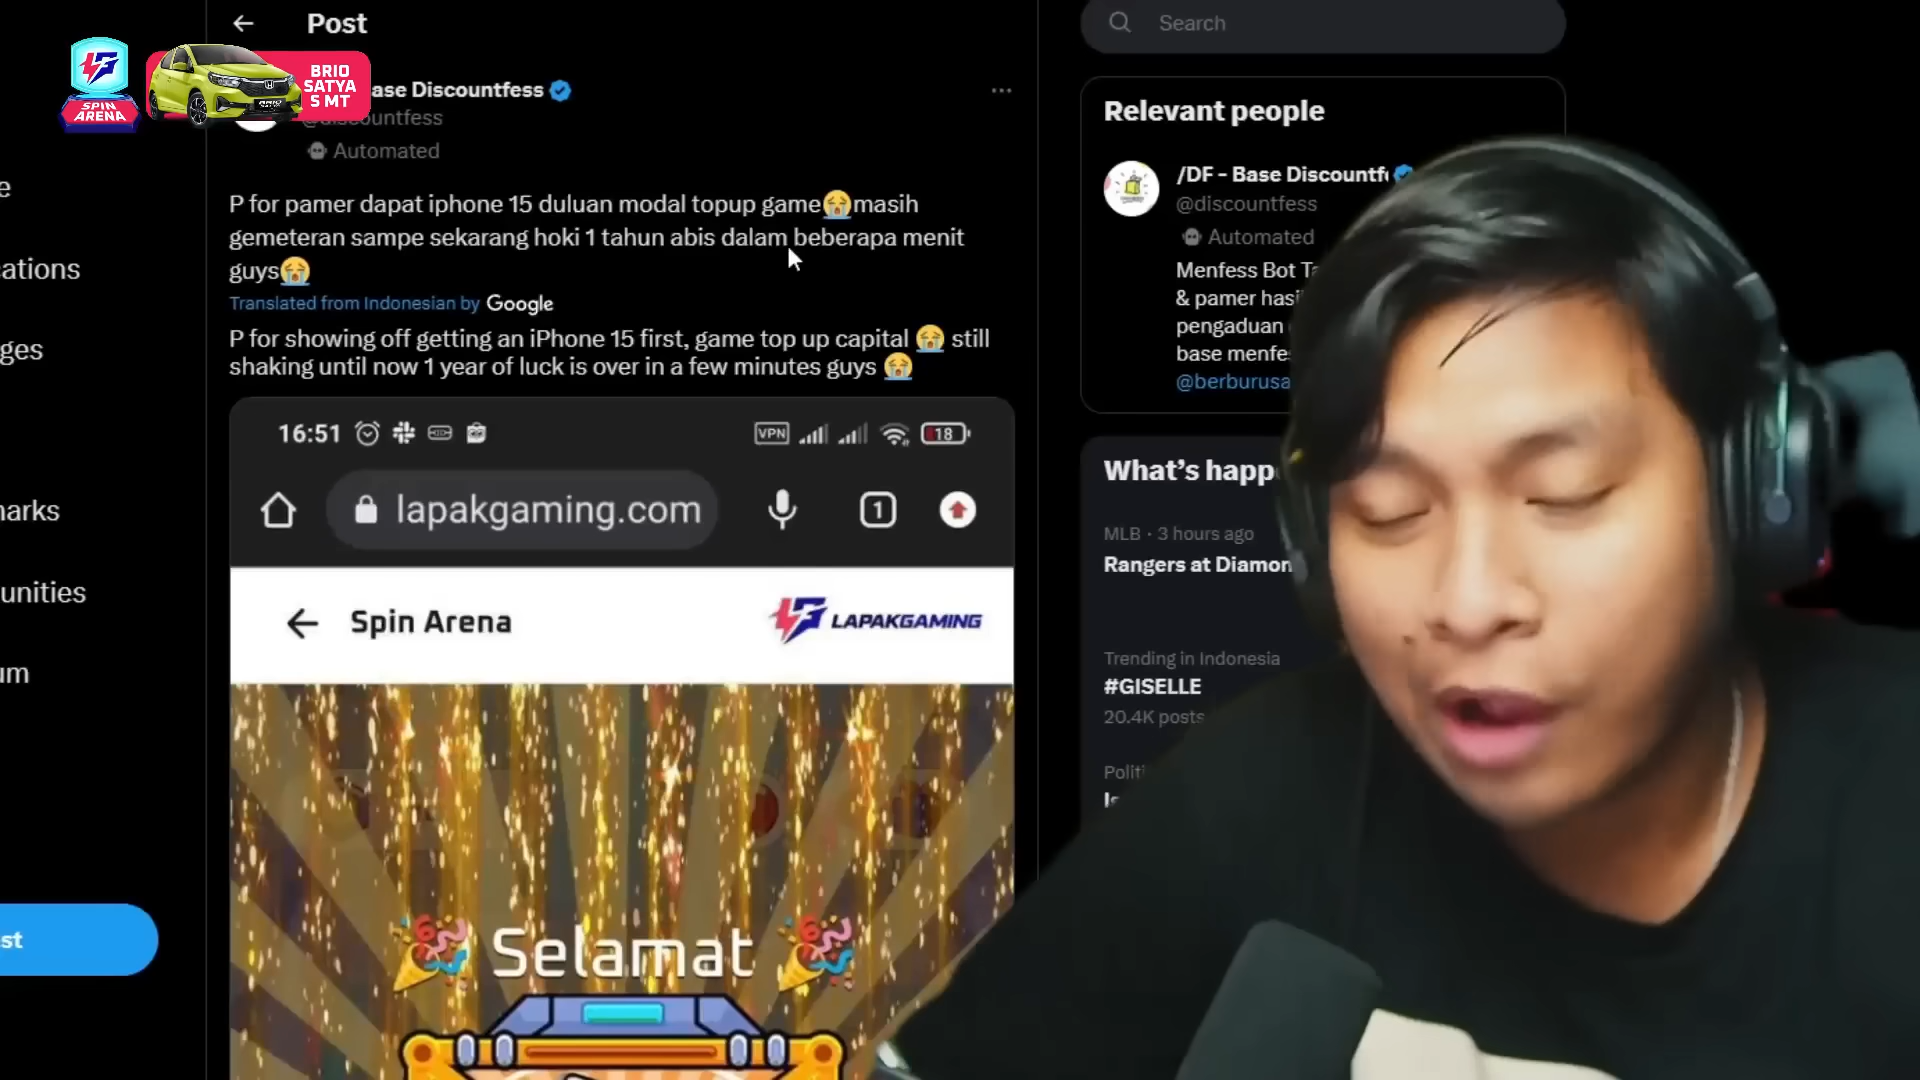 Post
Search
SPIN
ARENA
BRIO
SATYA
S MT
ase Discountfess
@discountfess
Automated
P for pamer dapat iphone 15 duluan modal topup game😭masih
gemeteran sampe sekarang hoki 1 tahun abis dalam beberapa menit
guys😭
Translated from Indonesian by Google
P for showing off getting an iPhone 15 first, game top up capital 😭 still
shaking until now 1 year of luck is over in a few minutes guys 😭
16:51
VPN
18
lapakgaming.com
1
Spin Arena
LAPAKGAMING
🎉 Selamat 🎉
e
ations
ges
arks
unities
um
st
Relevant people
/DF - Base Discountf
@discountfess
Automated
Menfess Bot
& pamer hasi
pengaduan
base menfe
@berburusa
What's happ
MLB · 3 hours ago
Rangers at Diamon
Trending in Indonesia
#GISELLE
20.4K posts
Politi